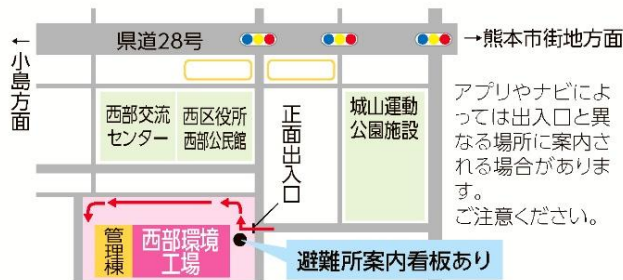 県道28号
→熊本市街地方面
←小島方面
西部交流
センター
西区役所
西部公民館
正面出入口
城山運動
公園施設
アプリやナビによ
っては出入口と異
なる場所に案内さ
れる場合がありま
す。
ご注意ください。
管理棟
西部環境
工場
避難所案内看板あり